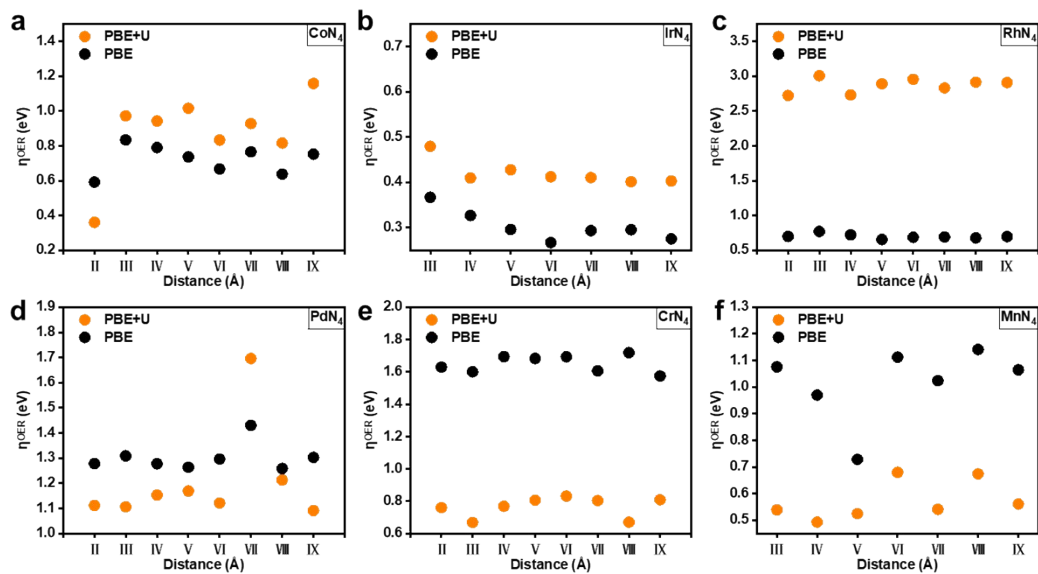 a
PBE+U
PBE
CoN4
1.4
1.2
1.0
0.8
0.6
0.4
0.2
ηOER (eV)
II III IV V VI VII VIII IX
Distance (Å)
b
PBE+U
PBE
IrN4
0.7
0.6
0.5
0.4
0.3
ηOER (eV)
III IV V VI VII VIII IX
Distance (Å)
c
PBE+U
PBE
RhN4
3.5
3.0
2.5
2.0
1.5
1.0
0.5
ηOER (eV)
II III IV V VI VII VIII IX
Distance (Å)
d
PBE+U
PBE
PdN4
1.9
1.8
1.7
1.6
1.5
1.4
1.3
1.2
1.1
1.0
ηOER (eV)
II III IV V VI VII VIII IX
Distance (Å)
e
PBE+U
PBE
CrN4
2.0
1.8
1.6
1.4
1.2
1.0
0.8
0.6
ηOER (eV)
II III IV V VI VII VIII IX
Distance (Å)
f
PBE+U
PBE
MnN4
1.3
1.2
1.1
1.0
0.9
0.8
0.7
0.6
0.5
ηOER (eV)
III IV V VI VII VIII IX
Distance (Å)